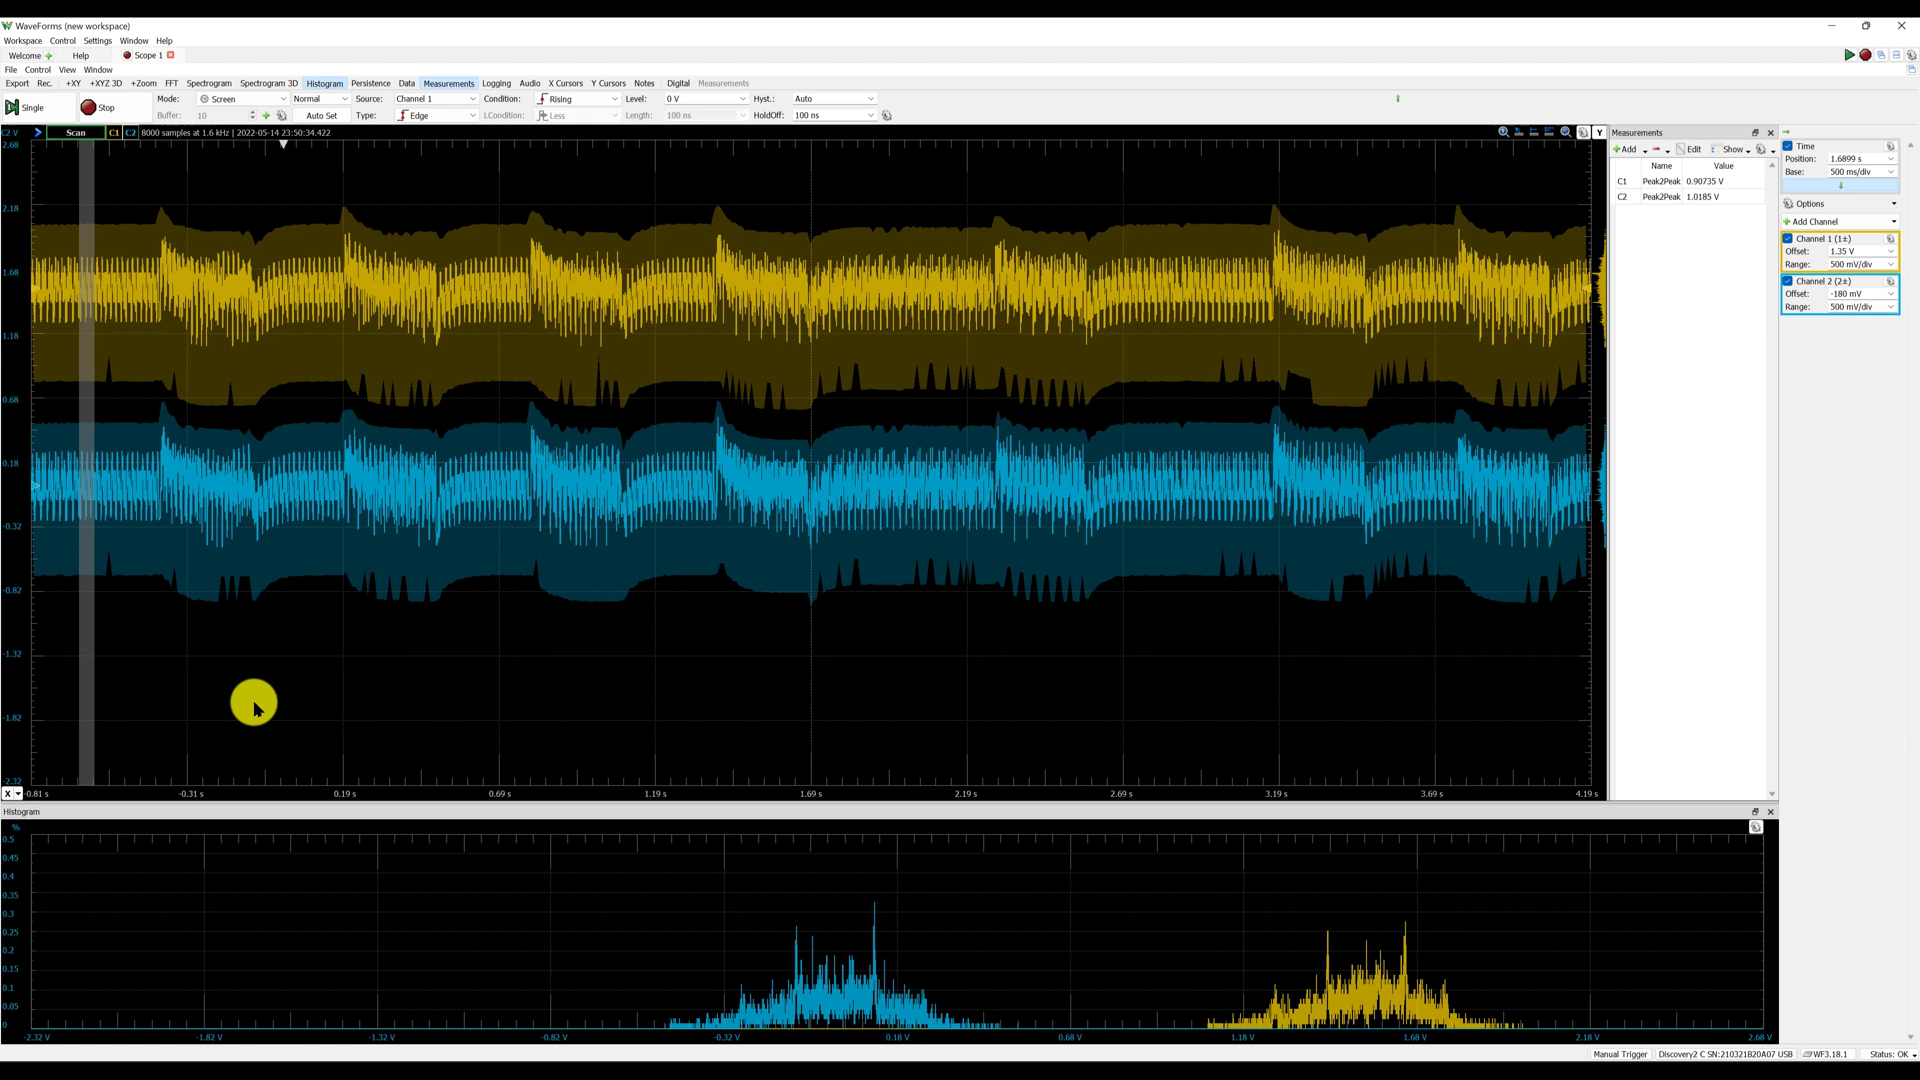 WaveForms (new workspace)
Workspace Control Settings Window Help
Welcome Help Scope 1
File Control View Window
Export Rec. +XY +XYZ 3D +Zoom FFT Spectrogram Spectrogram 3D Histogram Persistence Data Measurements Logging Audio X Cursors Y Cursors Notes Digital Measurements
Single Stop Mode: Screen Normal Source: Channel 1 Condition: Rising Level: 0 V Hyst.: Auto
Buffer: 10 Auto Set Type: Edge LCondition: Less Length: 100 ns HoldOff: 100 ns
C2 V Scan C1 C2 8000 samples at 1.6 kHz | 2022-05-14 23:50:34.422 Y
2.68
2.18
1.68
1.18
0.68
0.18
-0.32
-0.82
-1.32
-1.82
-2.32
X -0.81 s -0.31 s 0.19 s 0.69 s 1.19 s 1.69 s 2.19 s 2.69 s 3.19 s 3.69 s 4.19 s
Measurements
Add Edit Show
Name Value
C1 Peak2Peak 0.90735 V
C2 Peak2Peak 1.0185 V
Time
Position: 1.6899 s
Base: 500 ms/div
Options
Add Channel
Channel 1 (1±)
Offset: 1.35 V
Range: 500 mV/div
Channel 2 (2±)
Offset: -180 mV
Range: 500 mV/div
Histogram
%
0.5
0.45
0.4
0.35
0.3
0.25
0.2
0.15
0.1
0.05
0
-2.32 V -1.82 V -1.32 V -0.82 V -0.32 V 0.18 V 0.68 V 1.18 V 1.68 V 2.18 V 2.68 V
Manual Trigger Discovery2 C SN:210321B20A07 USB WF3.18.1 Status: OK